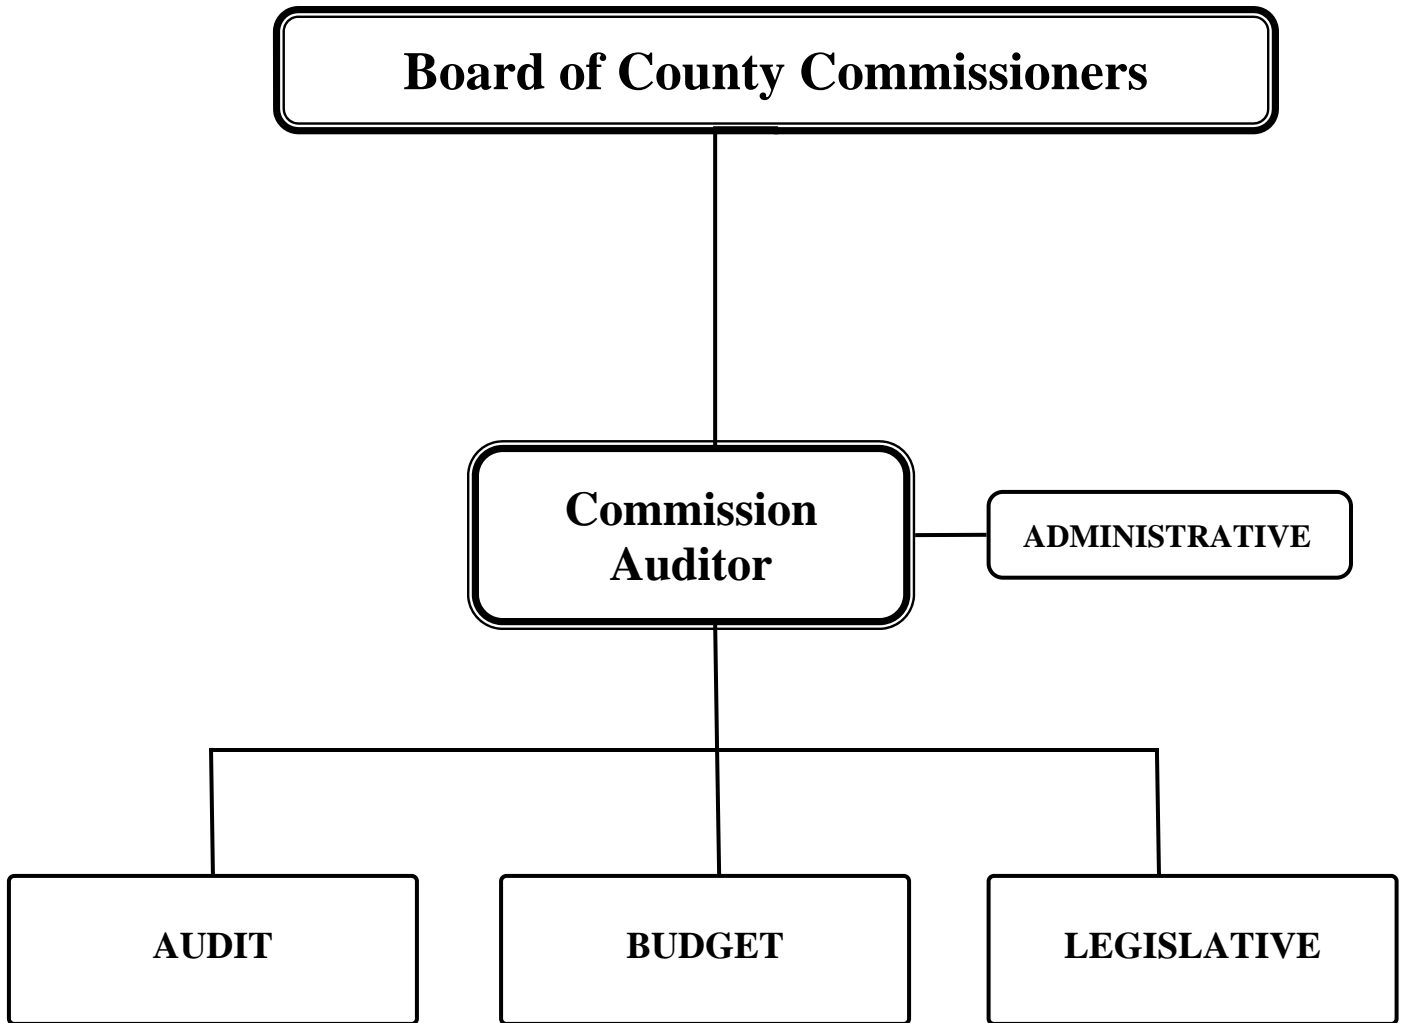 Board of County Commissioners
Commission
Auditor
ADMINISTRATIVE
AUDIT
BUDGET
LEGISLATIVE